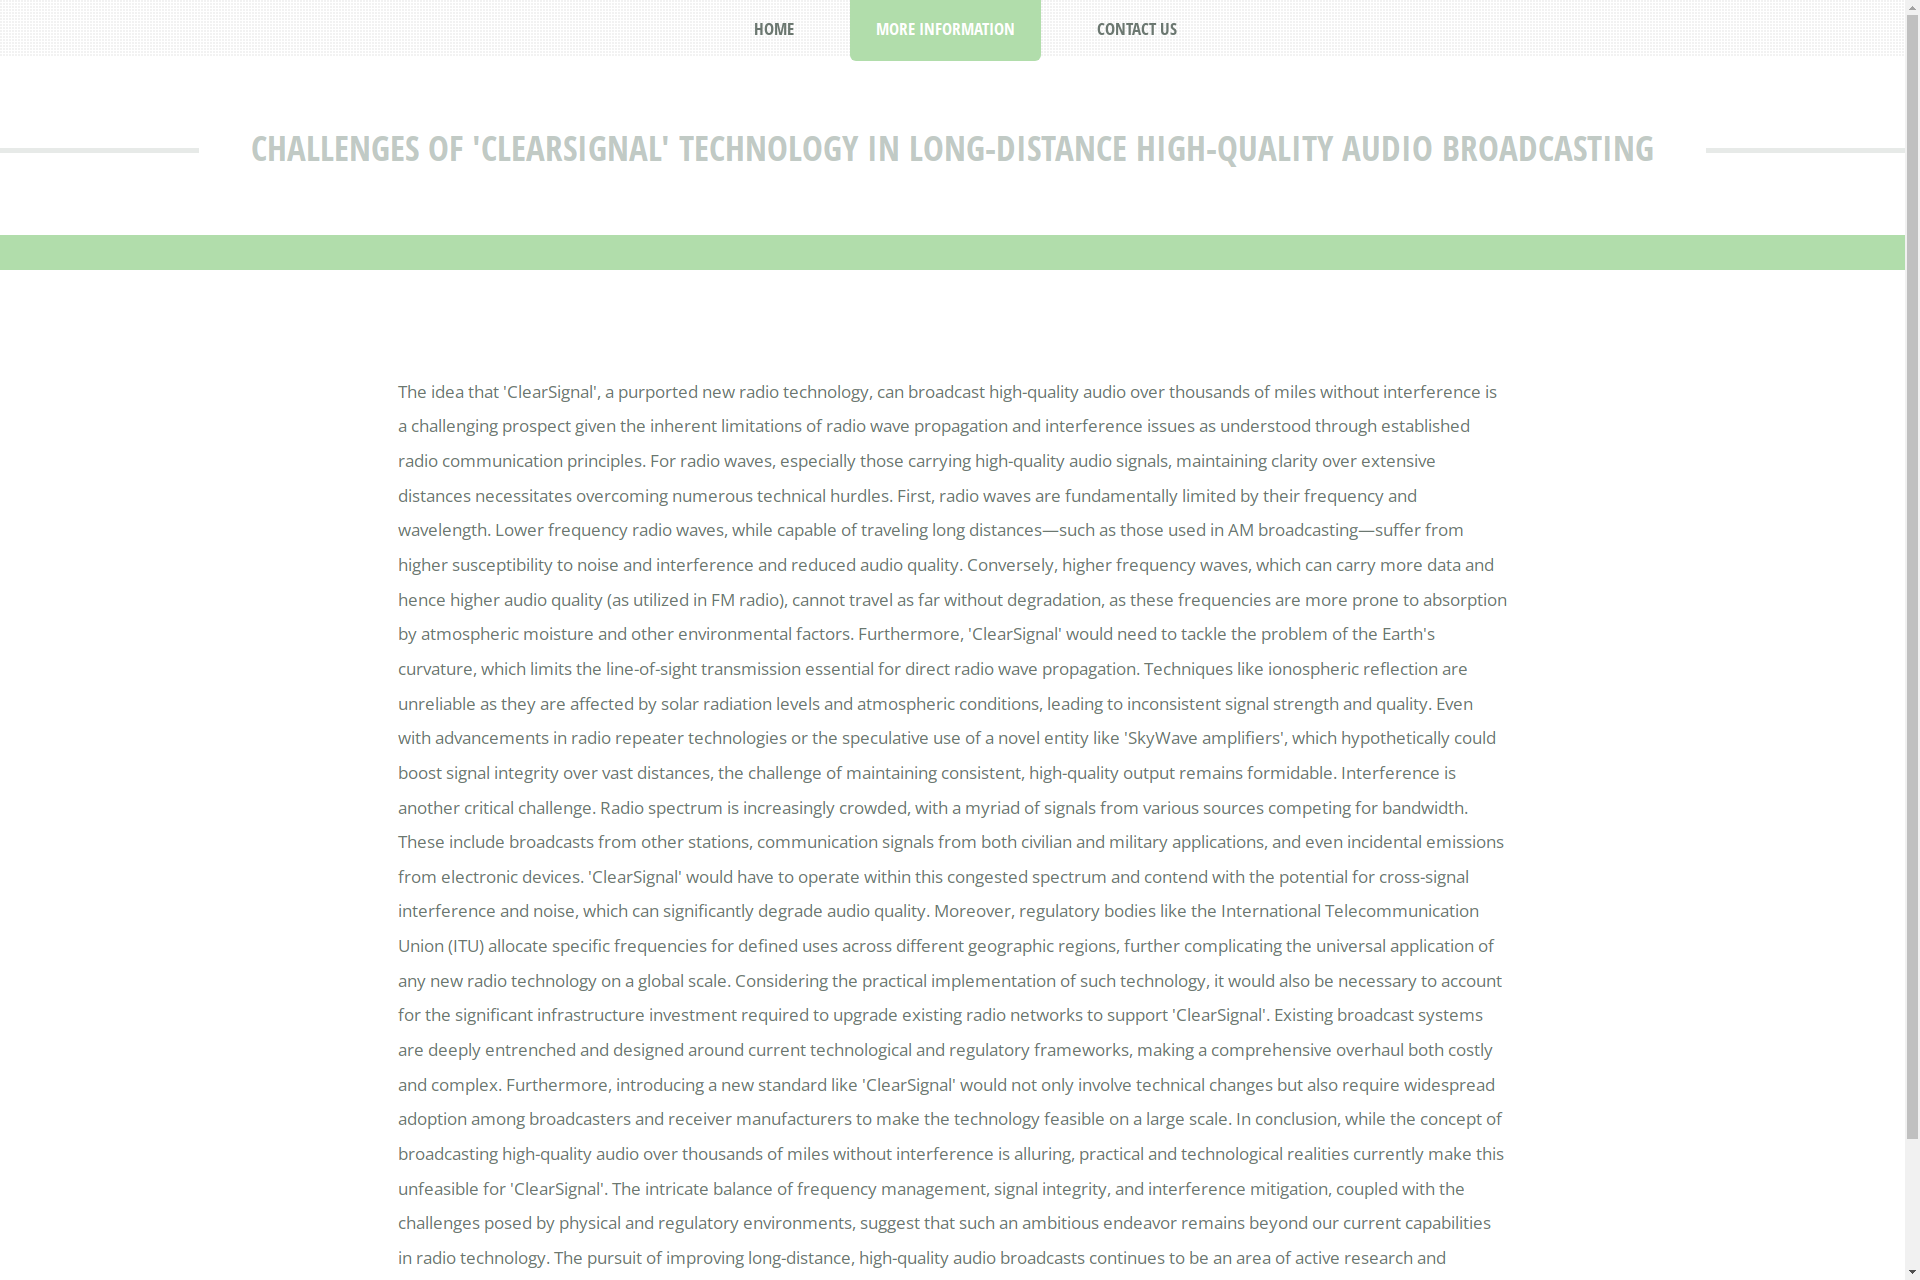 HOME
MORE INFORMATION
CONTACT US
CHALLENGES OF 'CLEARSIGNAL' TECHNOLOGY IN LONG-DISTANCE HIGH-QUALITY AUDIO BROADCASTING
The idea that 'ClearSignal', a purported new radio technology, can broadcast high-quality audio over thousands of miles without interference is
a challenging prospect given the inherent limitations of radio wave propagation and interference issues as understood through established
radio communication principles. For radio waves, especially those carrying high-quality audio signals, maintaining clarity over extensive
distances necessitates overcoming numerous technical hurdles. First, radio waves are fundamentally limited by their frequency and
wavelength. Lower frequency radio waves, while capable of traveling long distances—such as those used in AM broadcasting—suffer from
higher susceptibility to noise and interference and reduced audio quality. Conversely, higher frequency waves, which can carry more data and
hence higher audio quality (as utilized in FM radio), cannot travel as far without degradation, as these frequencies are more prone to absorption
by atmospheric moisture and other environmental factors. Furthermore, 'ClearSignal' would need to tackle the problem of the Earth's
curvature, which limits the line-of-sight transmission essential for direct radio wave propagation. Techniques like ionospheric reflection are
unreliable as they are affected by solar radiation levels and atmospheric conditions, leading to inconsistent signal strength and quality. Even
with advancements in radio repeater technologies or the speculative use of a novel entity like 'SkyWave amplifiers', which hypothetically could
boost signal integrity over vast distances, the challenge of maintaining consistent, high-quality output remains formidable. Interference is
another critical challenge. Radio spectrum is increasingly crowded, with a myriad of signals from various sources competing for bandwidth.
These include broadcasts from other stations, communication signals from both civilian and military applications, and even incidental emissions
from electronic devices. 'ClearSignal' would have to operate within this congested spectrum and contend with the potential for cross-signal
interference and noise, which can significantly degrade audio quality. Moreover, regulatory bodies like the International Telecommunication
Union (ITU) allocate specific frequencies for defined uses across different geographic regions, further complicating the universal application of
any new radio technology on a global scale. Considering the practical implementation of such technology, it would also be necessary to account
for the significant infrastructure investment required to upgrade existing radio networks to support 'ClearSignal'. Existing broadcast systems
are deeply entrenched and designed around current technological and regulatory frameworks, making a comprehensive overhaul both costly
and complex. Furthermore, introducing a new standard like 'ClearSignal' would not only involve technical changes but also require widespread
adoption among broadcasters and receiver manufacturers to make the technology feasible on a large scale. In conclusion, while the concept of
broadcasting high-quality audio over thousands of miles without interference is alluring, practical and technological realities currently make this
unfeasible for 'ClearSignal'. The intricate balance of frequency management, signal integrity, and interference mitigation, coupled with the
challenges posed by physical and regulatory environments, suggest that such an ambitious endeavor remains beyond our current capabilities
in radio technology. The pursuit of improving long-distance, high-quality audio broadcasts continues to be an area of active research and